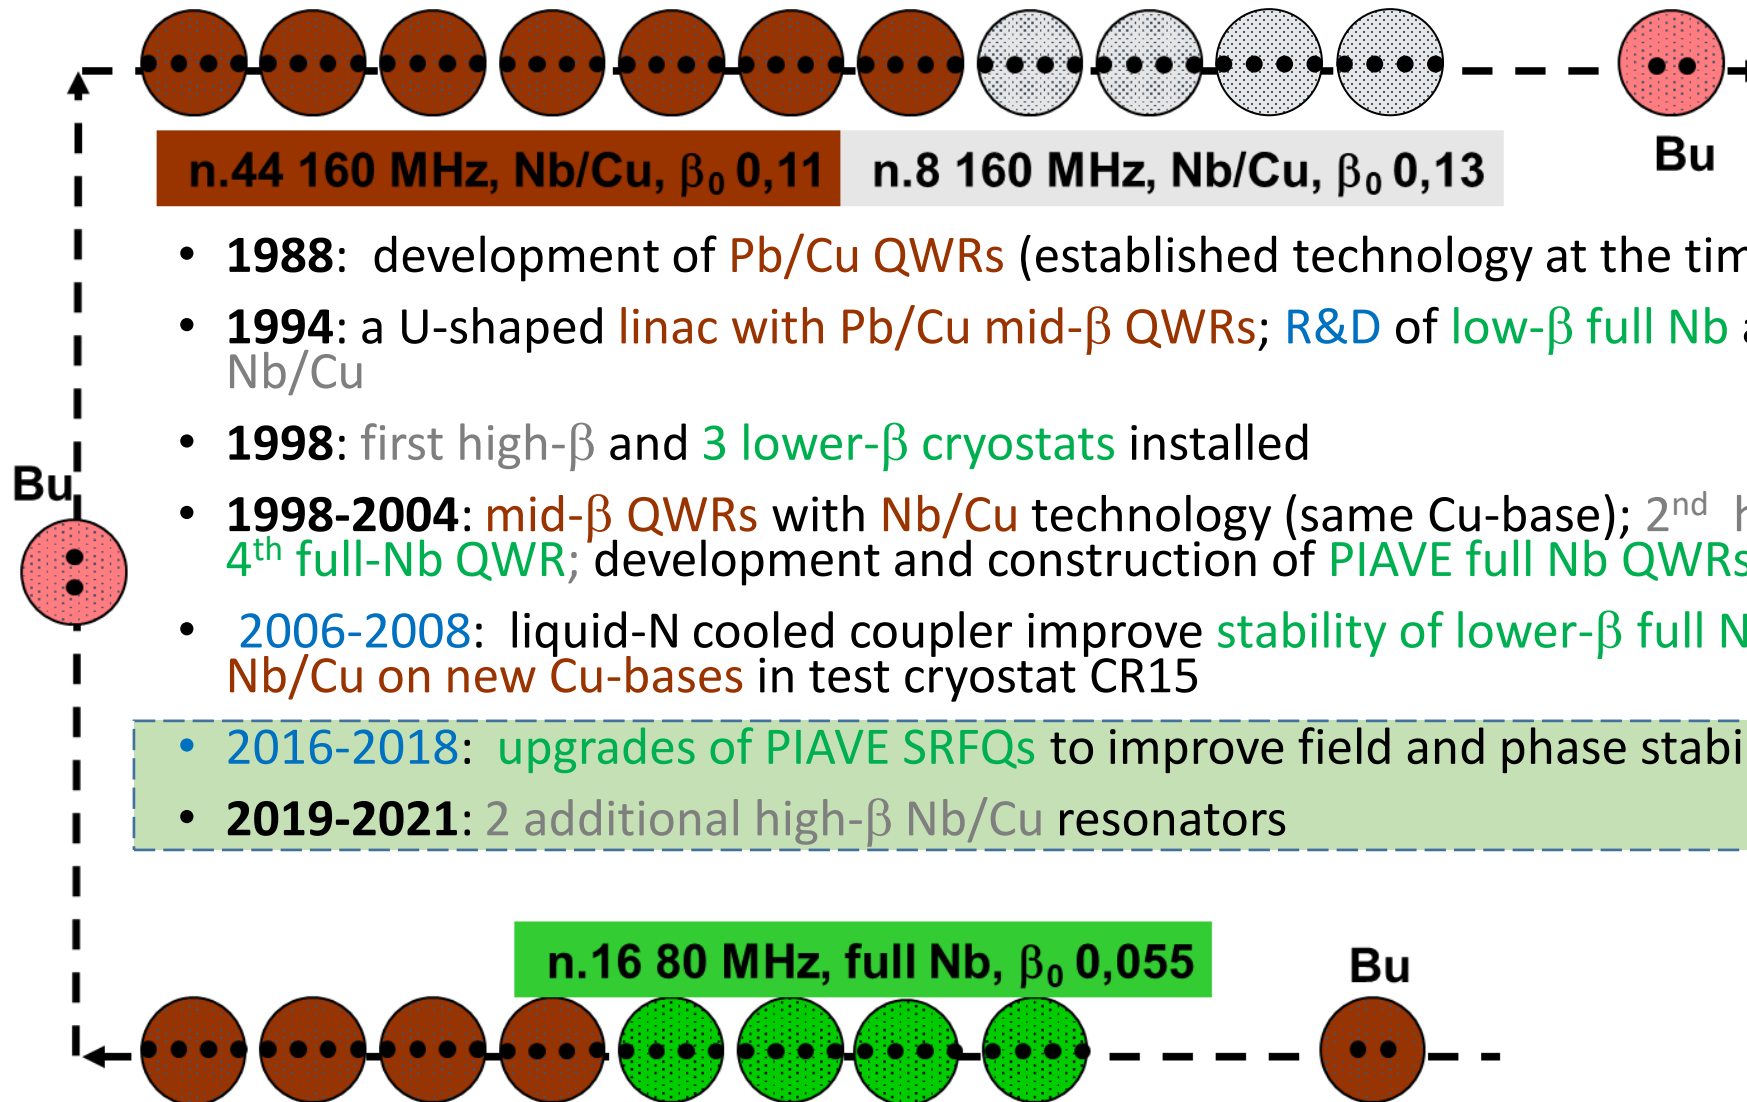 n.44 160 MHz, Nb/Cu, β₀ 0,11
n.8 160 MHz, Nb/Cu, β₀ 0,13
Bu
• 1988: development of Pb/Cu QWRs (established technology at the
• 1994: a U-shaped linac with Pb/Cu mid-β QWRs; R&D of low-β full Nb
Nb/Cu
• 1998: first high-β and 3 lower-β cryostats installed
Bu
• 1998-2004: mid-β QWRs with Nb/Cu technology (same Cu-base); 2nd
4th full-Nb QWR; development and construction of PIAVE full Nb QWRs
• 2006-2008: liquid-N cooled coupler improve stability of lower-β full
Nb/Cu on new Cu-bases in test cryostat CR15
• 2016-2018: upgrades of PIAVE SRFQs to improve field and phase
• 2019-2021: 2 additional high-β Nb/Cu resonators
n.16 80 MHz, full Nb, β₀ 0,055
Bu